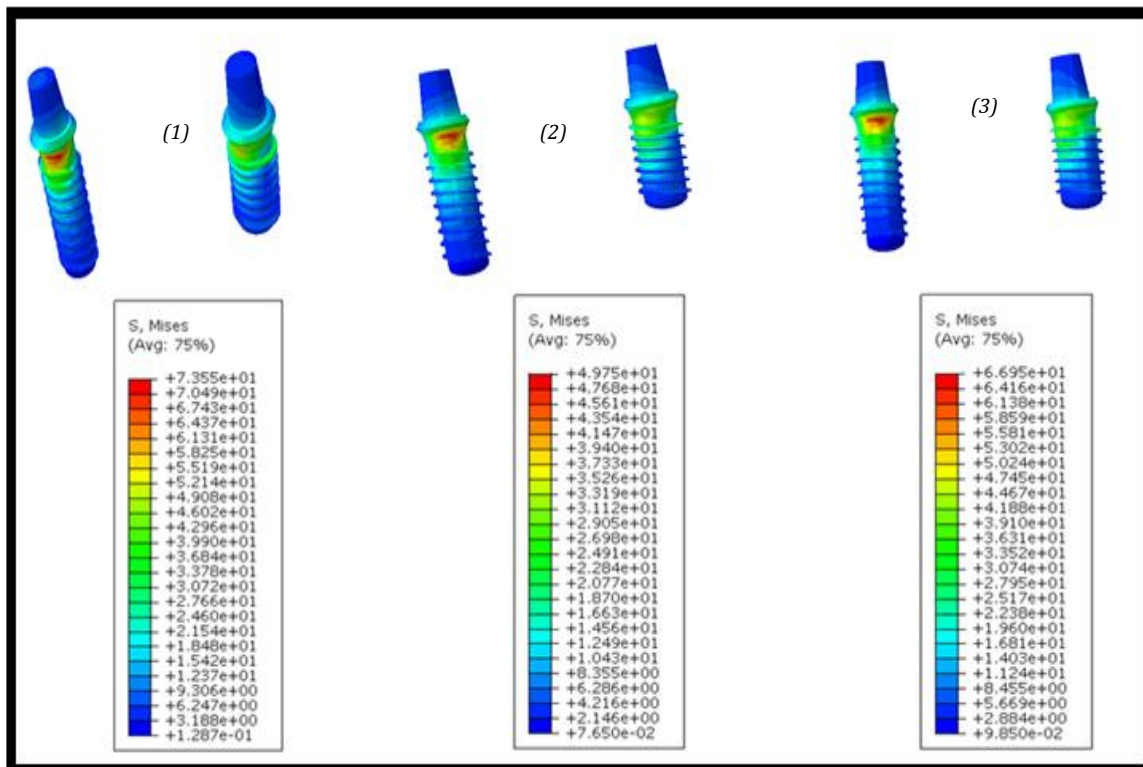 (1)
(2)
(3)
S, Mises
(Avg: 75%)
+7.355e+01
+7.049e+01
+6.743e+01
+6.437e+01
+6.131e+01
+5.825e+01
+5.519e+01
+5.214e+01
+4.908e+01
+4.602e+01
+4.296e+01
+3.990e+01
+3.684e+01
+3.378e+01
+3.072e+01
+2.766e+01
+2.460e+01
+2.154e+01
+1.848e+01
+1.542e+01
+1.237e+01
+9.306e+00
+6.247e+00
+3.188e+00
+1.287e-01
S, Mises
(Avg: 75%)
+4.975e+01
+4.768e+01
+4.561e+01
+4.354e+01
+4.147e+01
+3.940e+01
+3.733e+01
+3.526e+01
+3.319e+01
+3.112e+01
+2.905e+01
+2.698e+01
+2.491e+01
+2.284e+01
+2.077e+01
+1.870e+01
+1.663e+01
+1.456e+01
+1.249e+01
+1.043e+01
+8.355e+00
+6.286e+00
+4.216e+00
+2.146e+00
+7.650e-02
S, Mises
(Avg: 75%)
+6.695e+01
+6.416e+01
+6.138e+01
+5.859e+01
+5.581e+01
+5.302e+01
+5.024e+01
+4.745e+01
+4.467e+01
+4.188e+01
+3.910e+01
+3.631e+01
+3.352e+01
+3.074e+01
+2.795e+01
+2.517e+01
+2.238e+01
+1.960e+01
+1.681e+01
+1.403e+01
+1.124e+01
+8.455e+00
+5.669e+00
+2.884e+00
+9.850e-02